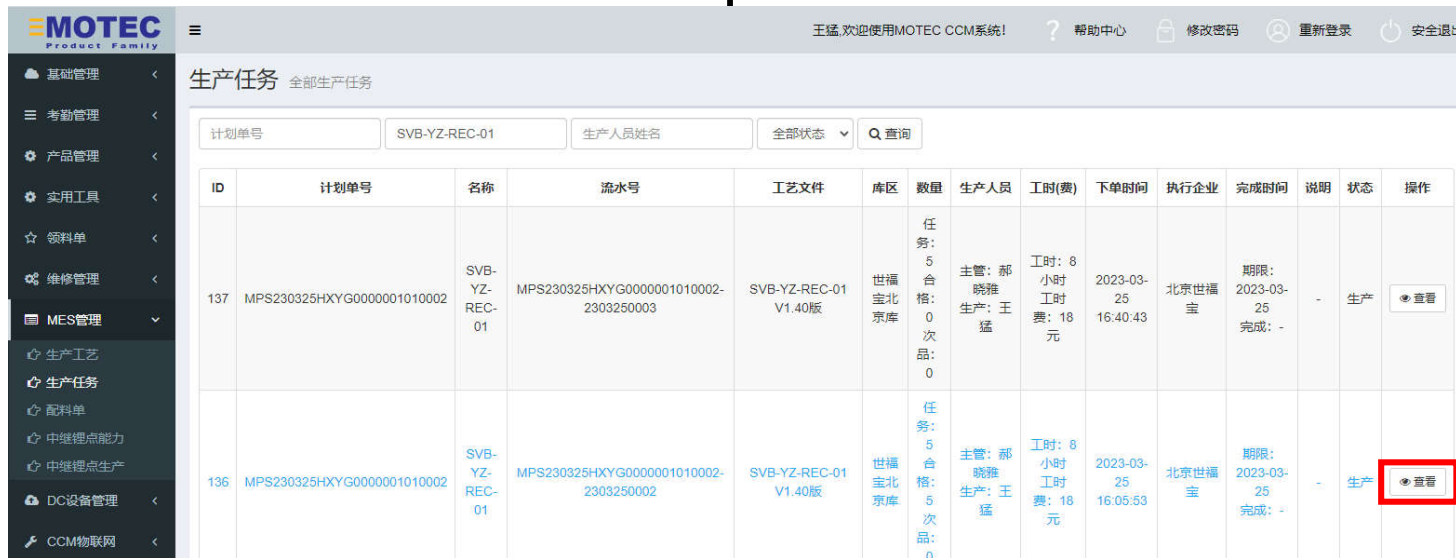 MOTEC
Product Family
王猛,欢迎使用MOTEC CCM系统!
帮助中心
修改密码
重新登录
安全退出
基础管理
考勤管理
产品管理
实用工具
领料单
维修管理
MES管理
生产工艺
生产任务
配料单
中继锂点能力
中继锂点生产
DC设备管理
CCM物联网
生产任务 全部生产任务
计划单号 SVB-YZ-REC-01 生产人员姓名 全部状态 查询
ID 计划单号 名称 流水号 工艺文件 库区 数量 生产人员 工时(费) 下单时间 执行企业 完成时间 说明 状态 操作
137
MPS230325HXYG0000001010002
SVB-
YZ-
REC-
01
MPS230325HXYG0000001010002-
2303250003
SVB-YZ-REC-01
V1.40版
世福
宝北
京库
任
务:
5
合
格:
0
次
品:
0
主管: 郝
晓雅
生产: 王
猛
工时: 8
小时
工时
费: 18
元
2023-03-
25
16:40:43
北京世福
宝
期限:
2023-03-
25
完成: -
-
生产
查看
136
MPS230325HXYG0000001010002
SVB-
YZ-
REC-
01
MPS230325HXYG0000001010002-
2303250002
SVB-YZ-REC-01
V1.40版
世福
宝北
京库
任
务:
5
合
格:
5
次
品:
0
主管: 郝
晓雅
生产: 王
猛
工时: 8
小时
工时
费: 18
元
2023-03-
25
16:05:53
北京世福
宝
期限:
2023-03-
25
完成: -
-
生产
查看